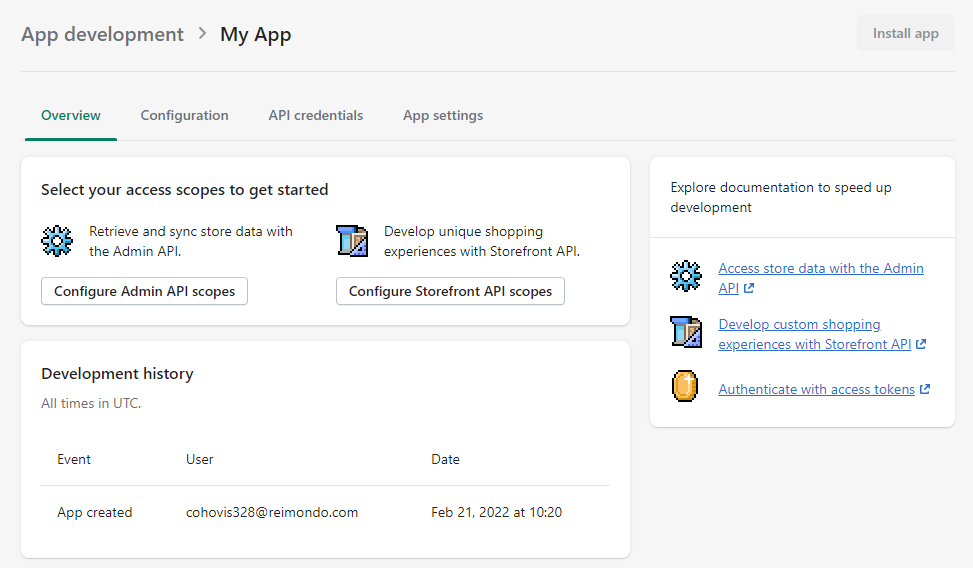 App development > My App
Install app
Overview
Configuration
API credentials
App settings
Select your access scopes to get started
Retrieve and sync store data with
the Admin API.
Configure Admin API scopes
Develop unique shopping
experiences with Storefront API.
Configure Storefront API scopes
Development history
All times in UTC.
Event User Date
App created cohovis328@reimondo.com Feb 21, 2022 at 10:20
Explore documentation to speed up
development
Access store data with the Admin
API
Develop custom shopping
experiences with Storefront API
Authenticate with access tokens